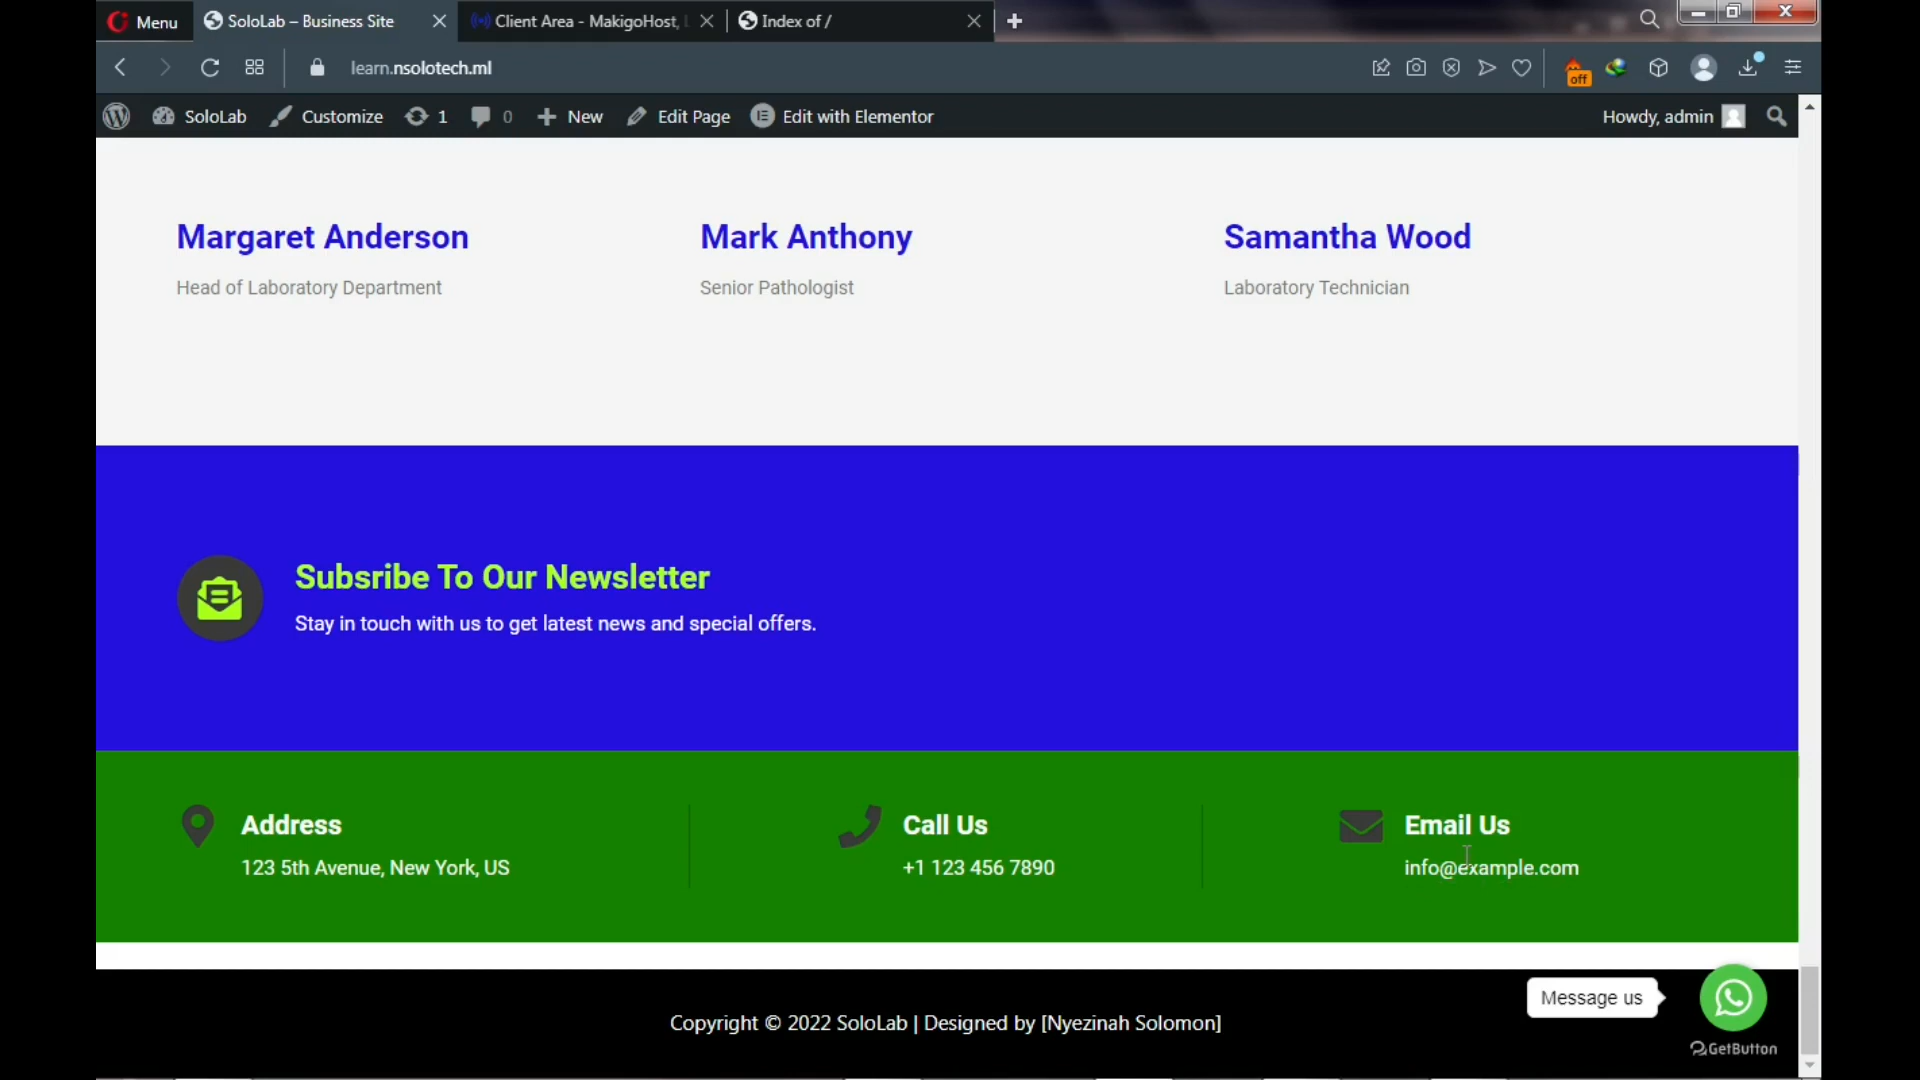 Menu
SoloLab – Business Site
Client Area - MakigoHost,
Index of /
learn.nsolotech.ml
off
SoloLab
Customize
1
0
New
Edit Page
Edit with Elementor
Howdy, admin
Margaret Anderson
Mark Anthony
Samantha Wood
Head of Laboratory Department
Senior Pathologist
Laboratory Technician
Subsribe To Our Newsletter
Stay in touch with us to get latest news and special offers.
Address
Call Us
Email Us
123 5th Avenue, New York, US
+1 123 456 7890
info@example.com
Message us
Copyright © 2022 SoloLab | Designed by [Nyezinah Solomon]
GetButton